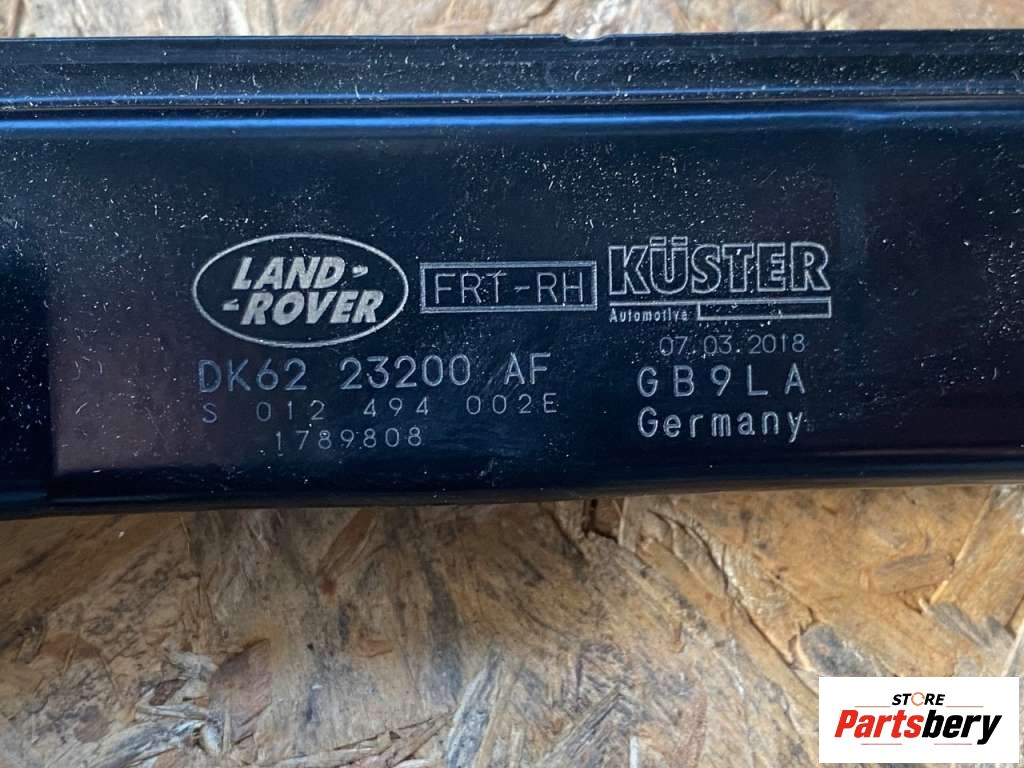 LAND-
-ROVER
FRT-RH
KÜSTER
Automotive
07.03.2018
DK62 23200 AF
GB9LA
S 012 494 002E
Germany
1789808
STORE
Partsbery